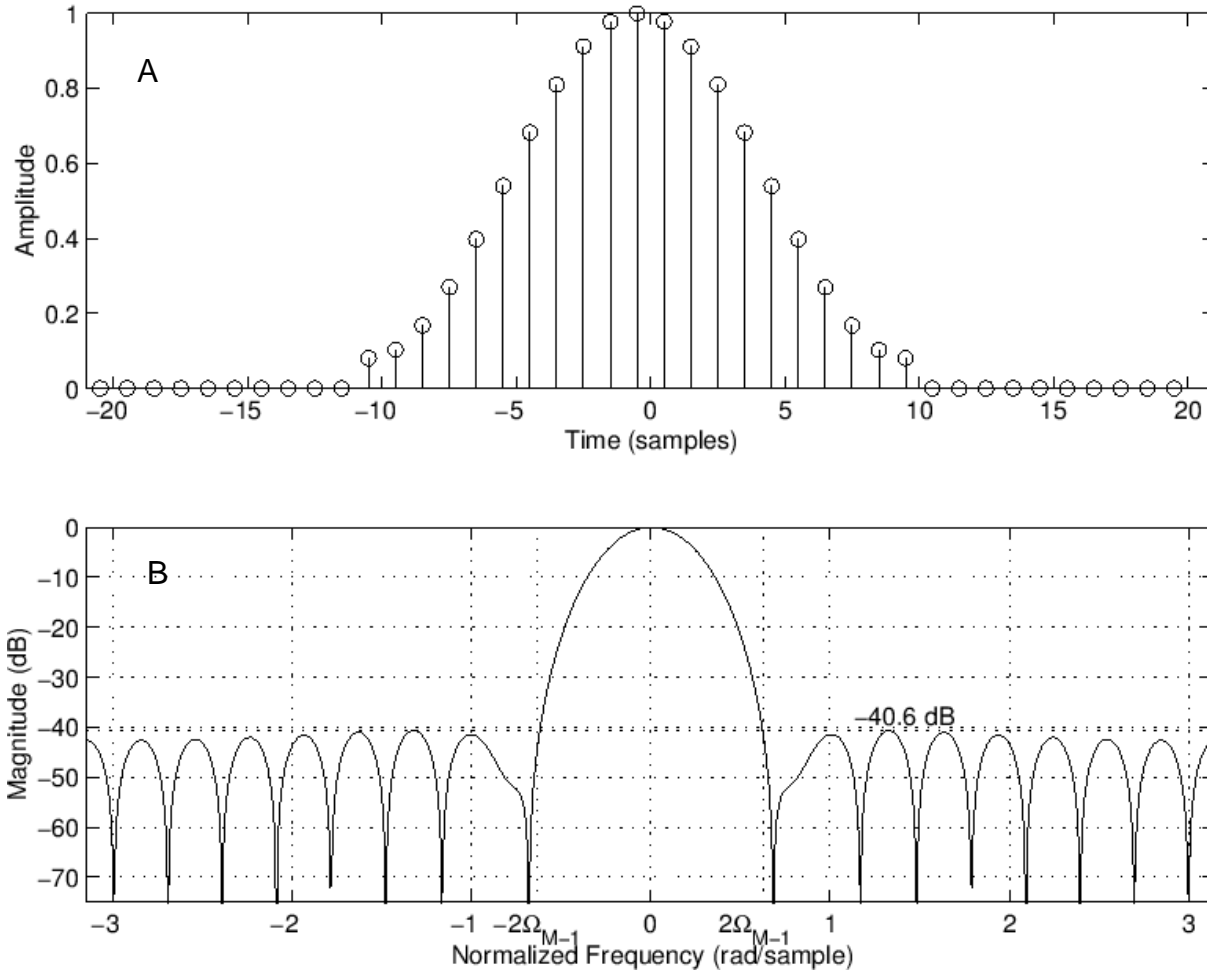 1
A
0.8
0.6
Amplitude
0.4
0.2
0
−20 −15 −10 −5 0 5 10 15 20
Time (samples)
0
B
−10
−20
−30
Magnitude (dB)
−40
−40.6 dB
−50
−60
−70
−3 −2 −1 −2Ω_M−1 0 2Ω_M−1 1 2 3
Normalized Frequency (rad/sample)